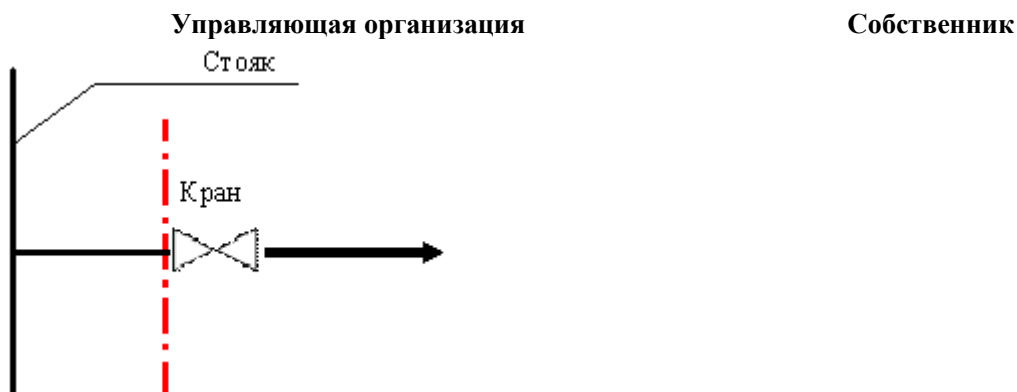 Управляющая организация Собственник
Стояк
Кран